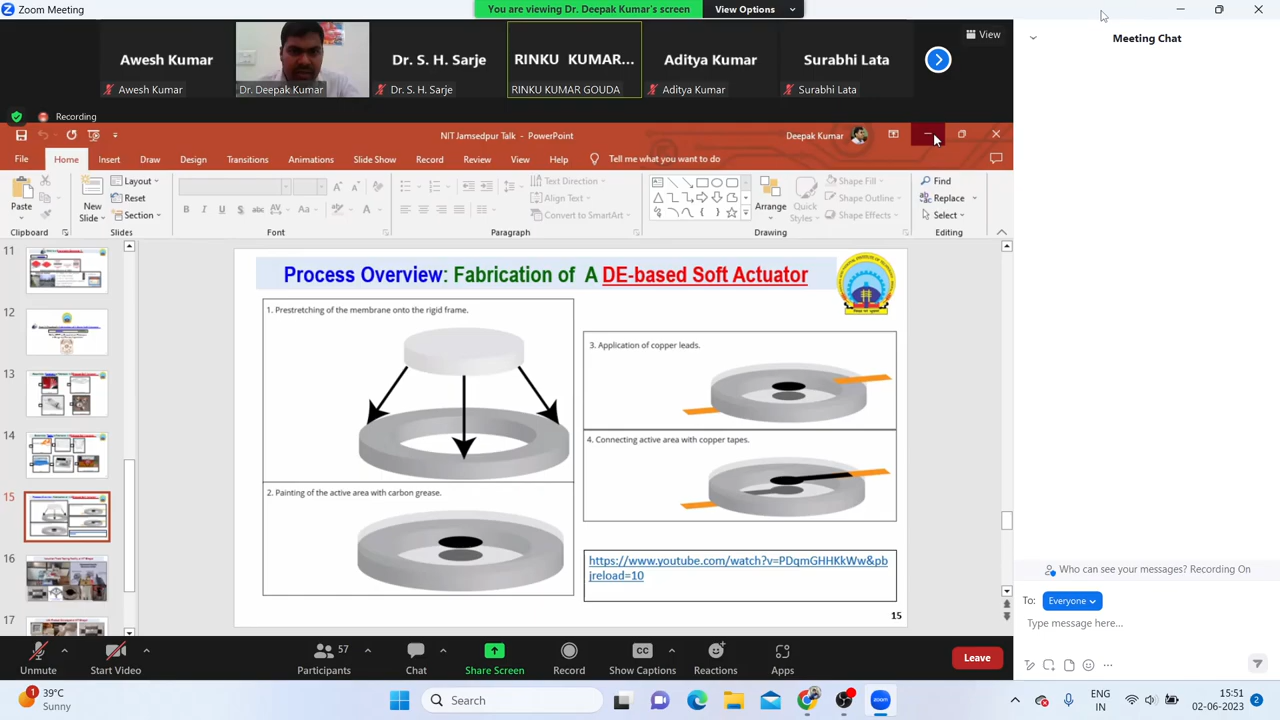 Zoom Meeting
You are viewing Dr. Deepak Kumar's screen
View Options
View
Awesh Kumar
Dr. S. H. Sarje
RINKU KUMAR...
Aditya Kumar
Surabhi Lata
Awesh Kumar
Dr. Deepak Kumar
Dr. S. H. Sarje
RINKU KUMAR GOUDA
Aditya Kumar
Surabhi Lata
Recording
NIT Jamsedpur Talk - PowerPoint
Deepak Kumar
File
Home
Insert
Draw
Design
Transitions
Animations
Slide Show
Record
Review
View
Help
Tell me what you want to do
Paste
Clipboard
New
Slide
Layout
Reset
Section
Slides
B
I
U
S
abc
AV
Aa
A
Font
Text Direction
Align Text
Convert to SmartArt
Paragraph
Arrange
Quick
Styles
Shape Fill
Shape Outline
Shape Effects
Drawing
Find
Replace
Select
Editing
11
12
13
14
15
16
17
Process Overview: Fabrication of A DE-based Soft Actuator
1. Prestretching of the membrane onto the rigid frame.
2. Painting of the active area with carbon grease.
3. Application of copper leads.
4. Connecting active area with copper tapes.
https://www.youtube.com/watch?v=PDqmGHHKkWw&pb
jreload=10
15
Meeting Chat
Who can see your messages? Recording On
To:
Everyone
Type message here...
Unmute
Start Video
57
Participants
Chat
Share Screen
Record
CC
Show Captions
Reactions
Apps
Leave
1
39°C
Sunny
Search
zoom
ENG
IN
15:51
02-06-2023
2